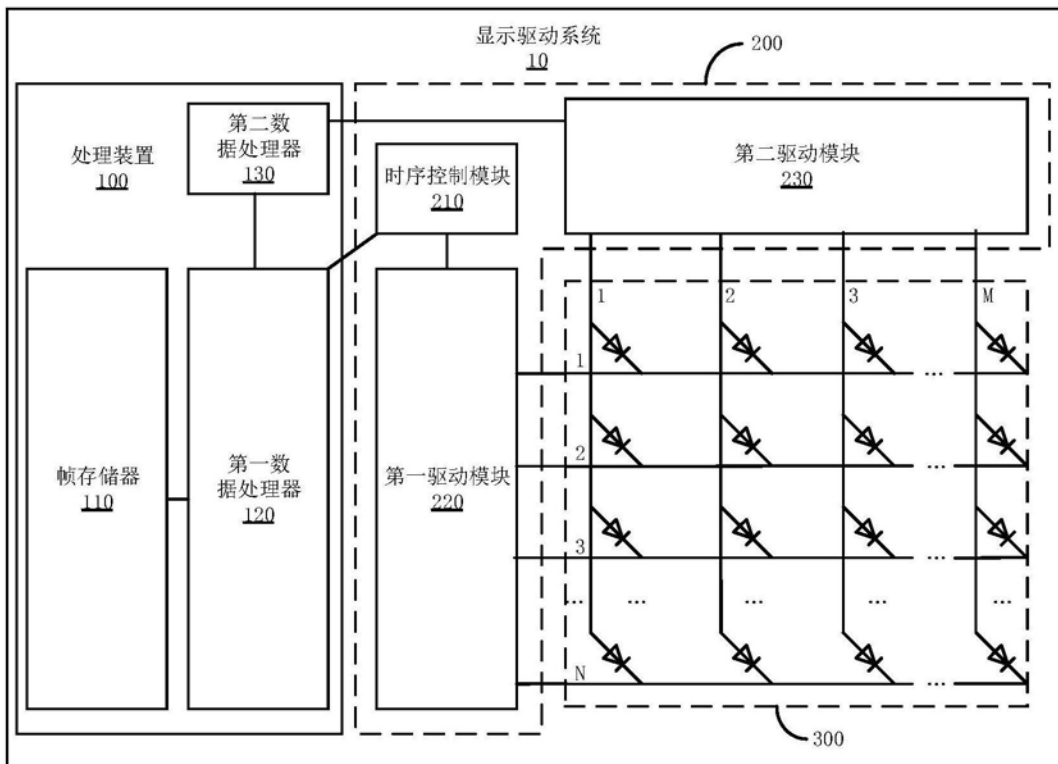 显示驱动系统
10
200
处理装置
100
第二数
据处理器
130
时序控制模块
210
第二驱动模块
230
帧存储器
110
第一数
据处理器
120
第一驱动模块
220
1 2 3 M
1
...
2
...
3
...
... ... ... ... ...
N
...
300